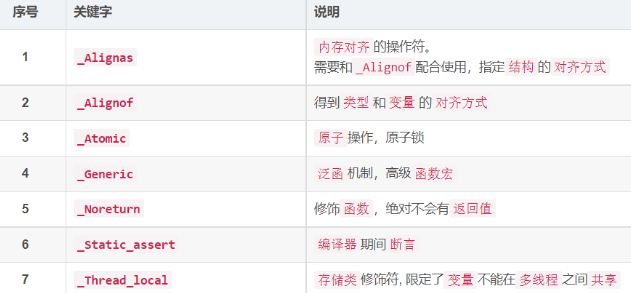 序号 关键字 说明
1 _Alignas 内存对齐 的操作符。
需要和 _Alignof 配合使用，指定 结构 的 对齐方式
2 _Alignof 得到 类型 和 变量 的 对齐方式
3 _Atomic 原子 操作，原子锁
4 _Generic 泛函 机制，高级 函数宏
5 _Noreturn 修饰 函数 ，绝对不会有 返回值
6 _Static_assert 编译器 期间 断言
7 _Thread_local 存储类 修饰符, 限定了 变量 不能在 多线程 之间 共享